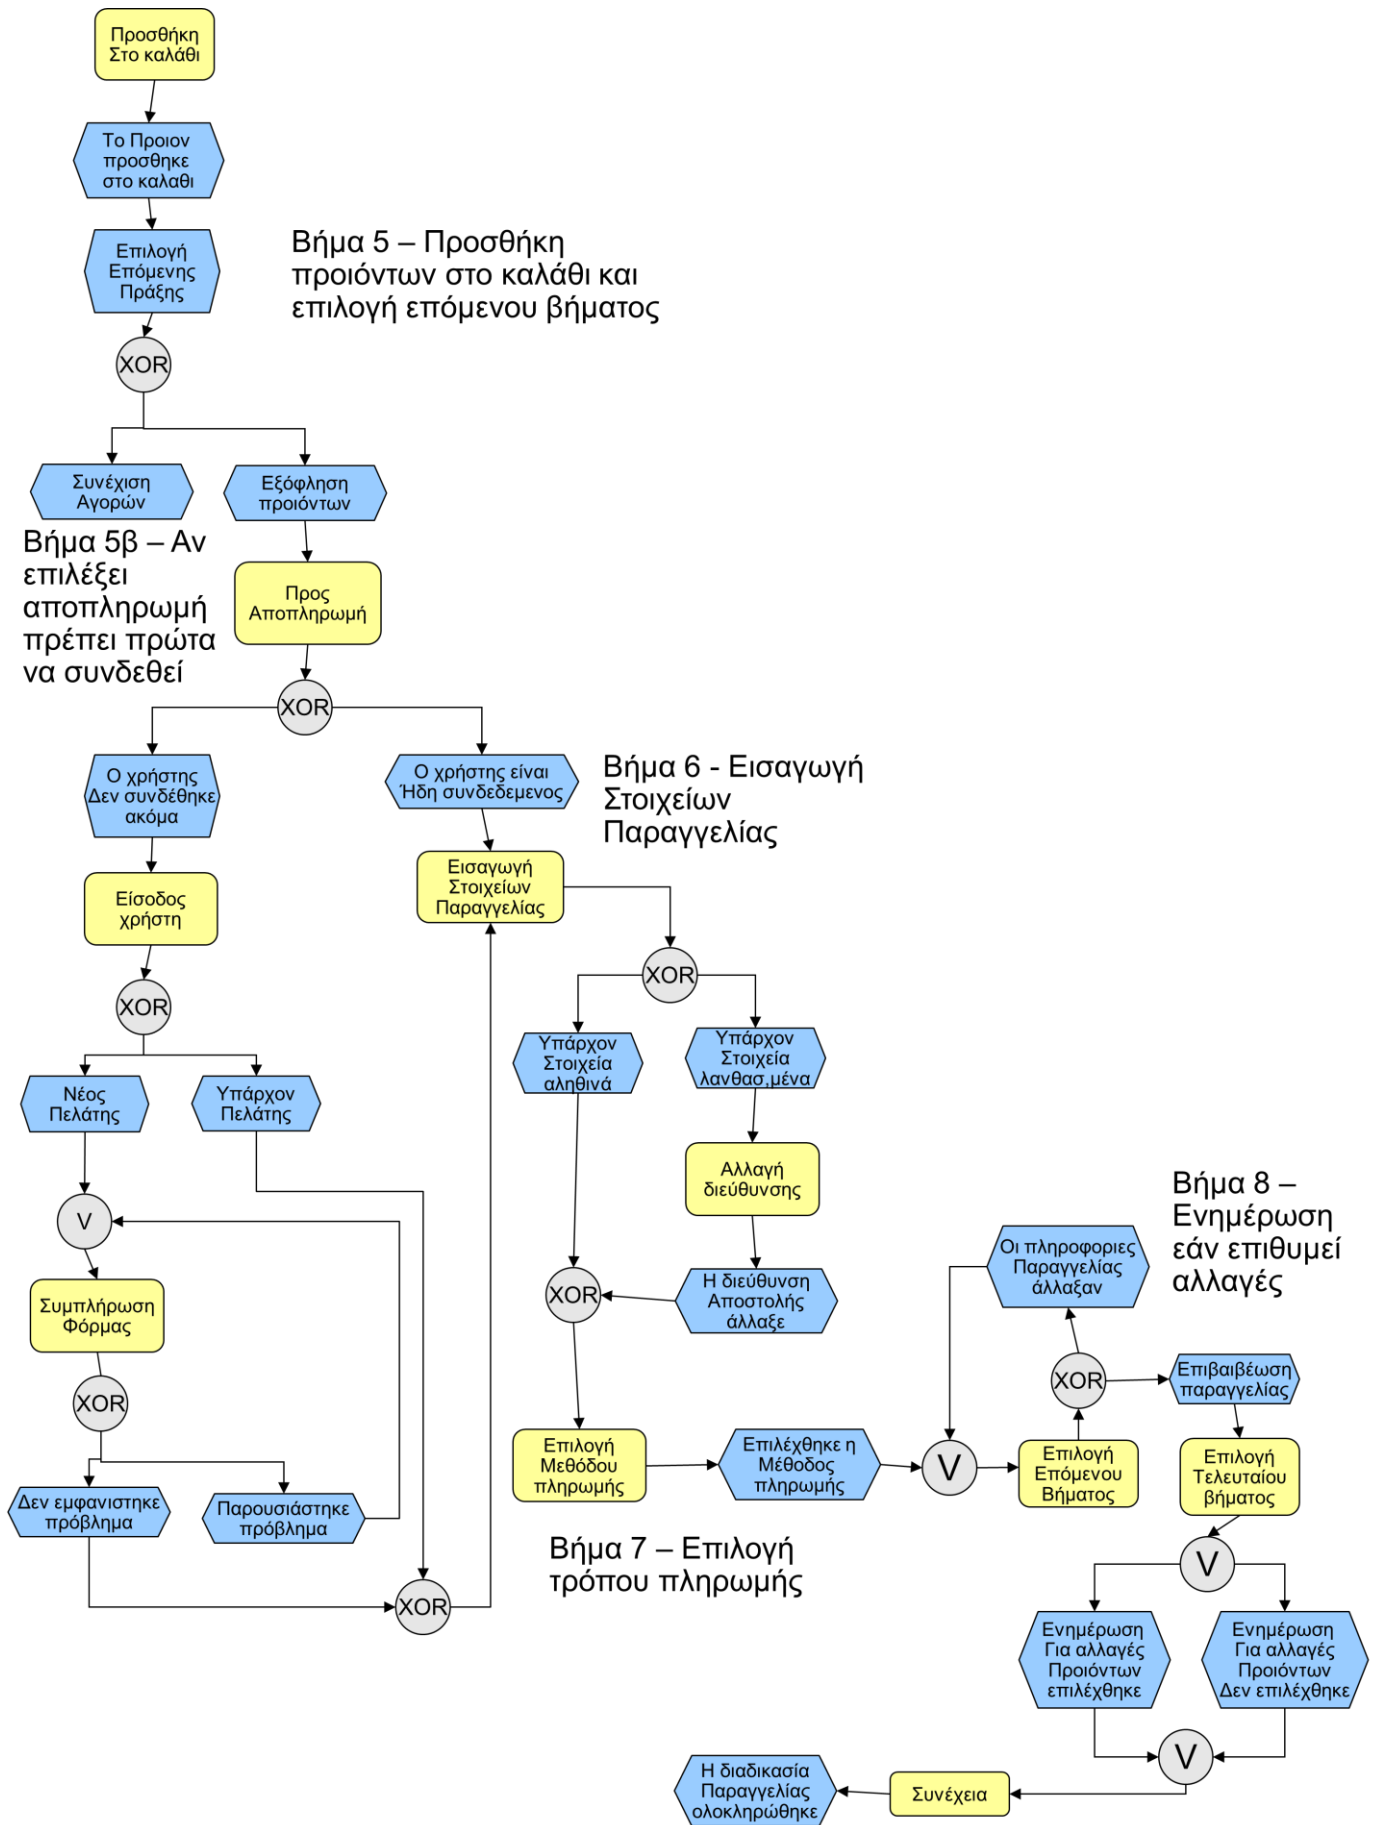 Προσθήκη
Στο καλάθι
Το Προιον
προσθηκε
στο καλαθι
Επιλογή
Επόμενης
Πράξης
Βήμα 5 – Προσθήκη
προιόντων στο καλάθι και
επιλογή επόμενου βήματος
XOR
Συνέχιση
Αγορών
Εξόφληση
προιόντων
Βήμα 5β – Αν
επιλέξει
αποπληρωμή
πρέπει πρώτα
να συνδεθεί
Προς
Αποπληρωμή
XOR
Ο χρήστης
Δεν συνδέθηκε
ακόμα
Ο χρήστης είναι
Ήδη συνδεδεμενος
Βήμα 6 - Εισαγωγή
Στοιχείων
Παραγγελίας
Είσοδος
χρήστη
Εισαγωγή
Στοιχείων
Παραγγελίας
XOR
XOR
Νέος
Πελάτης
Υπάρχον
Πελάτης
Υπάρχον
Στοιχεία
αληθινά
Υπάρχον
Στοιχεία
λανθασ,μένα
V
Αλλαγή
διεύθυνσης
Συμπλήρωση
Φόρμας
XOR
Η διεύθυνση
Αποστολής
άλλαξε
XOR
Δεν εμφανιστηκε
πρόβλημα
Παρουσιάστηκε
πρόβλημα
XOR
Επιλογή
Μεθόδου
πληρωμής
Επιλέχθηκε η
Μέθοδος
πληρωμής
Βήμα 7 – Επιλογή
τρόπου πληρωμής
V
Επιλογή
Επόμενου
Βήματος
XOR
Οι πληροφοριες
Παραγγελίας
άλλαξαν
Βήμα 8 –
Ενημέρωση
εάν επιθυμεί
αλλαγές
Επιβαιβέωση
παραγγελίας
Επιλογή
Τελευταίου
βήματος
V
Ενημέρωση
Για αλλαγές
Προιόντων
επιλέχθηκε
Ενημέρωση
Για αλλαγές
Προιόντων
Δεν επιλέχθηκε
V
Συνέχεια
Η διαδικασία
Παραγγελίας
ολοκληρώθηκε